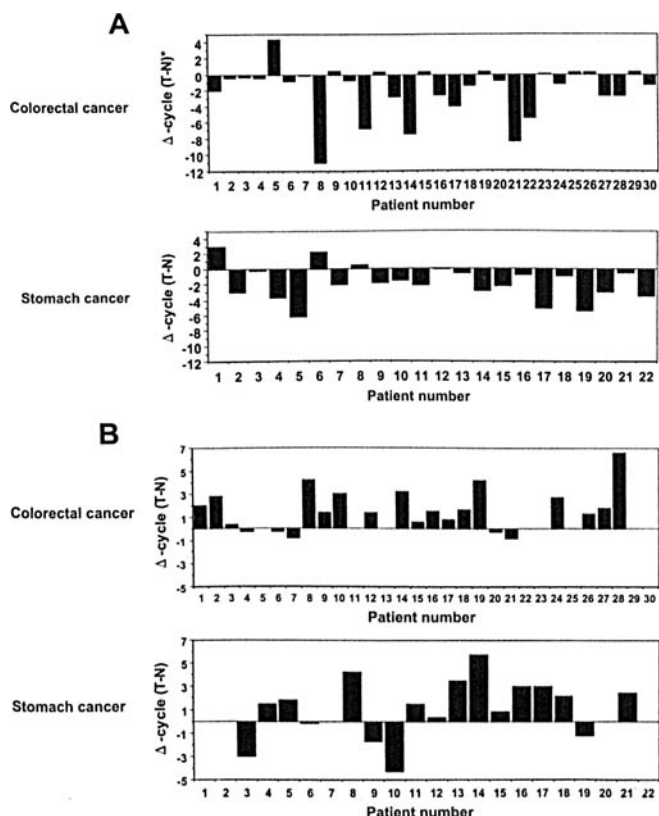 A
Colorectal cancer
Δ-cycle (T-N)*
4
2
0
-2
-4
-6
-8
-10
-12
1 2 3 4 5 6 7 8 9 10 11 12 13 14 15 16 17 18 19 20 21 22 23 24 25 26 27 28 29 30
Patient number
Stomach cancer
Δ-cycle (T-N)
4
2
0
-2
-4
-6
-8
-10
-12
1 2 3 4 5 6 7 8 9 10 11 12 13 14 15 16 17 18 19 20 21 22
Patient number
B
Colorectal cancer
Δ-cycle (T-N)
7
5
3
1
-1
-3
-5
1 2 3 4 5 6 7 8 9 10 11 12 13 14 15 16 17 18 19 20 21 22 23 24 25 26 27 28 29 30
Patient number
Stomach cancer
Δ-cycle (T-N)
7
5
3
1
-1
-3
-5
1 2 3 4 5 6 7 8 9 10 11 12 13 14 15 16 17 18 19 20 21 22
Patient number